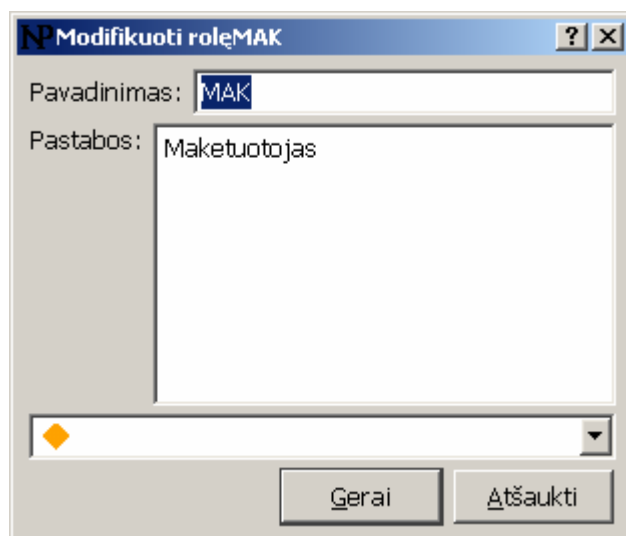 NP Modifikuoti rolęMAK
Pavadinimas: MAK
Pastabos: Maketuotojas
Gerai Atšaukti